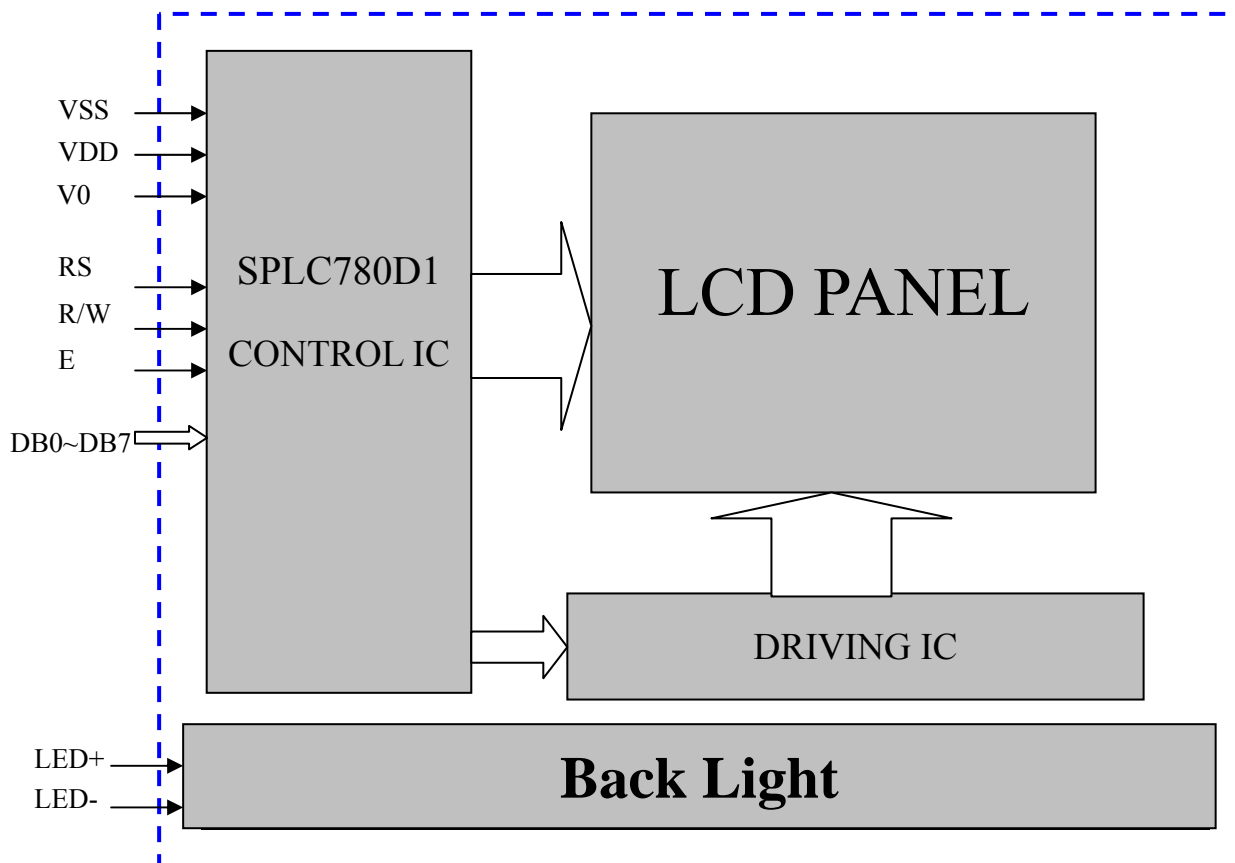 VSS
VDD
V0
RS
R/W
E
DB0~DB7
SPLC780D1
CONTROL IC
LCD PANEL
DRIVING IC
LED+
LED-
Back Light